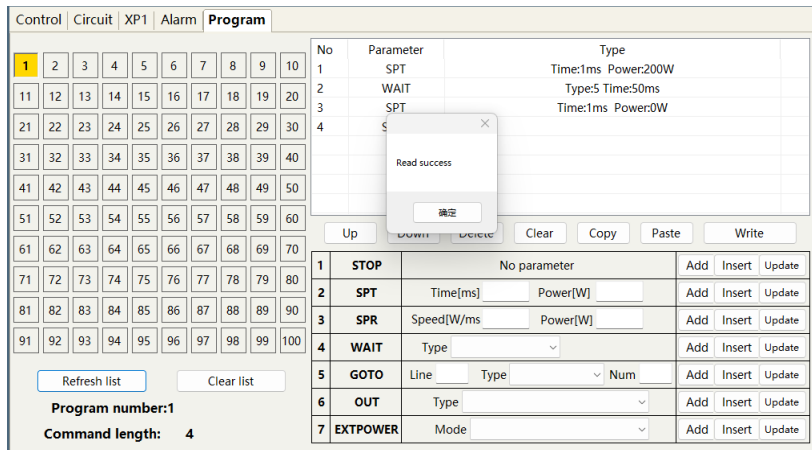 Control Circuit XP1 Alarm Program
No Parameter Type
1 SPT Time:1ms Power:200W
2 WAIT Type:5 Time:50ms
3 SPT Time:1ms Power:0W
4
Read success
确定
1 2 3 4 5 6 7 8 9 10
11 12 13 14 15 16 17 18 19 20
21 22 23 24 25 26 27 28 29 30
31 32 33 34 35 36 37 38 39 40
41 42 43 44 45 46 47 48 49 50
51 52 53 54 55 56 57 58 59 60
61 62 63 64 65 66 67 68 69 70
71 72 73 74 75 76 77 78 79 80
81 82 83 84 85 86 87 88 89 90
91 92 93 94 95 96 97 98 99 100
Refresh list Clear list
Program number:1
Command length: 4
Up Down Delete Clear Copy Paste Write
1 STOP No parameter Add Insert Update
2 SPT Time[ms] Power[W] Add Insert Update
3 SPR Speed[W/ms Power[W] Add Insert Update
4 WAIT Type Add Insert Update
5 GOTO Line Type Num Add Insert Update
6 OUT Type Add Insert Update
7 EXTPOWER Mode Add Insert Update